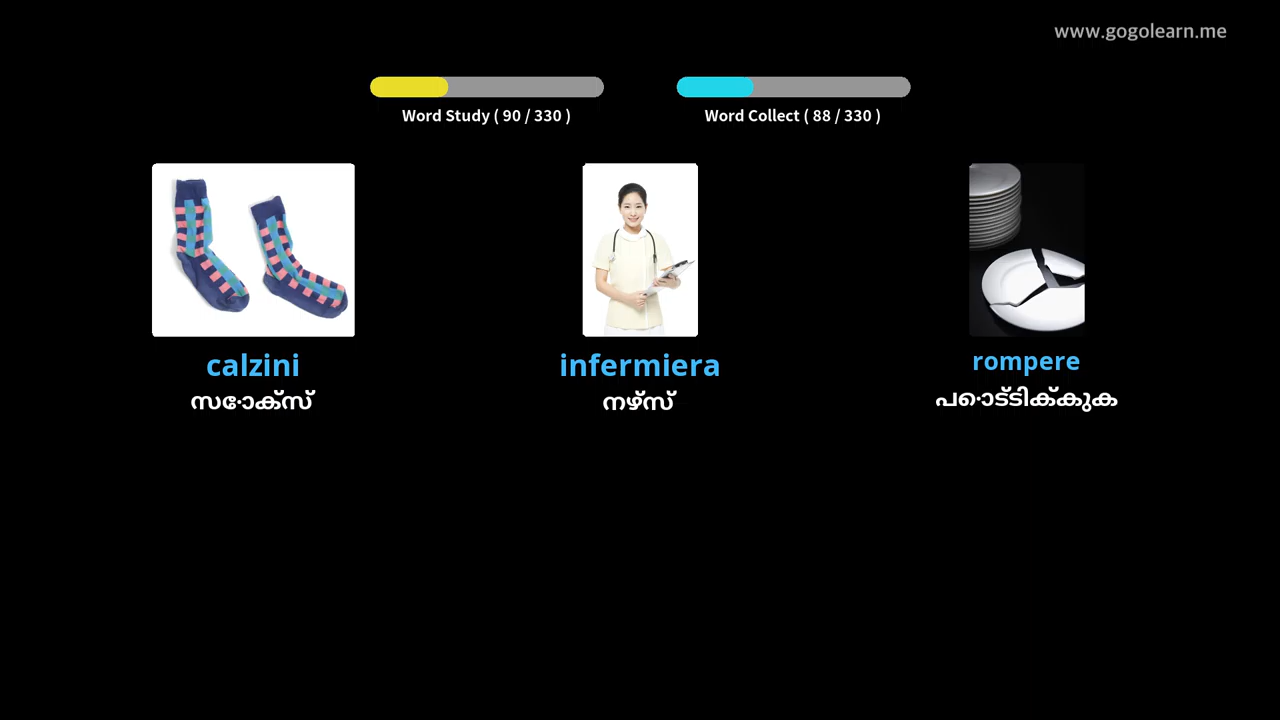 www.gogolearn.me
Word Study ( 90 / 330 )
Word Collect ( 88 / 330 )
calzini
സോക്സ്
infermiera
നഴ്സ്
rompere
പൊട്ടിക്കുക